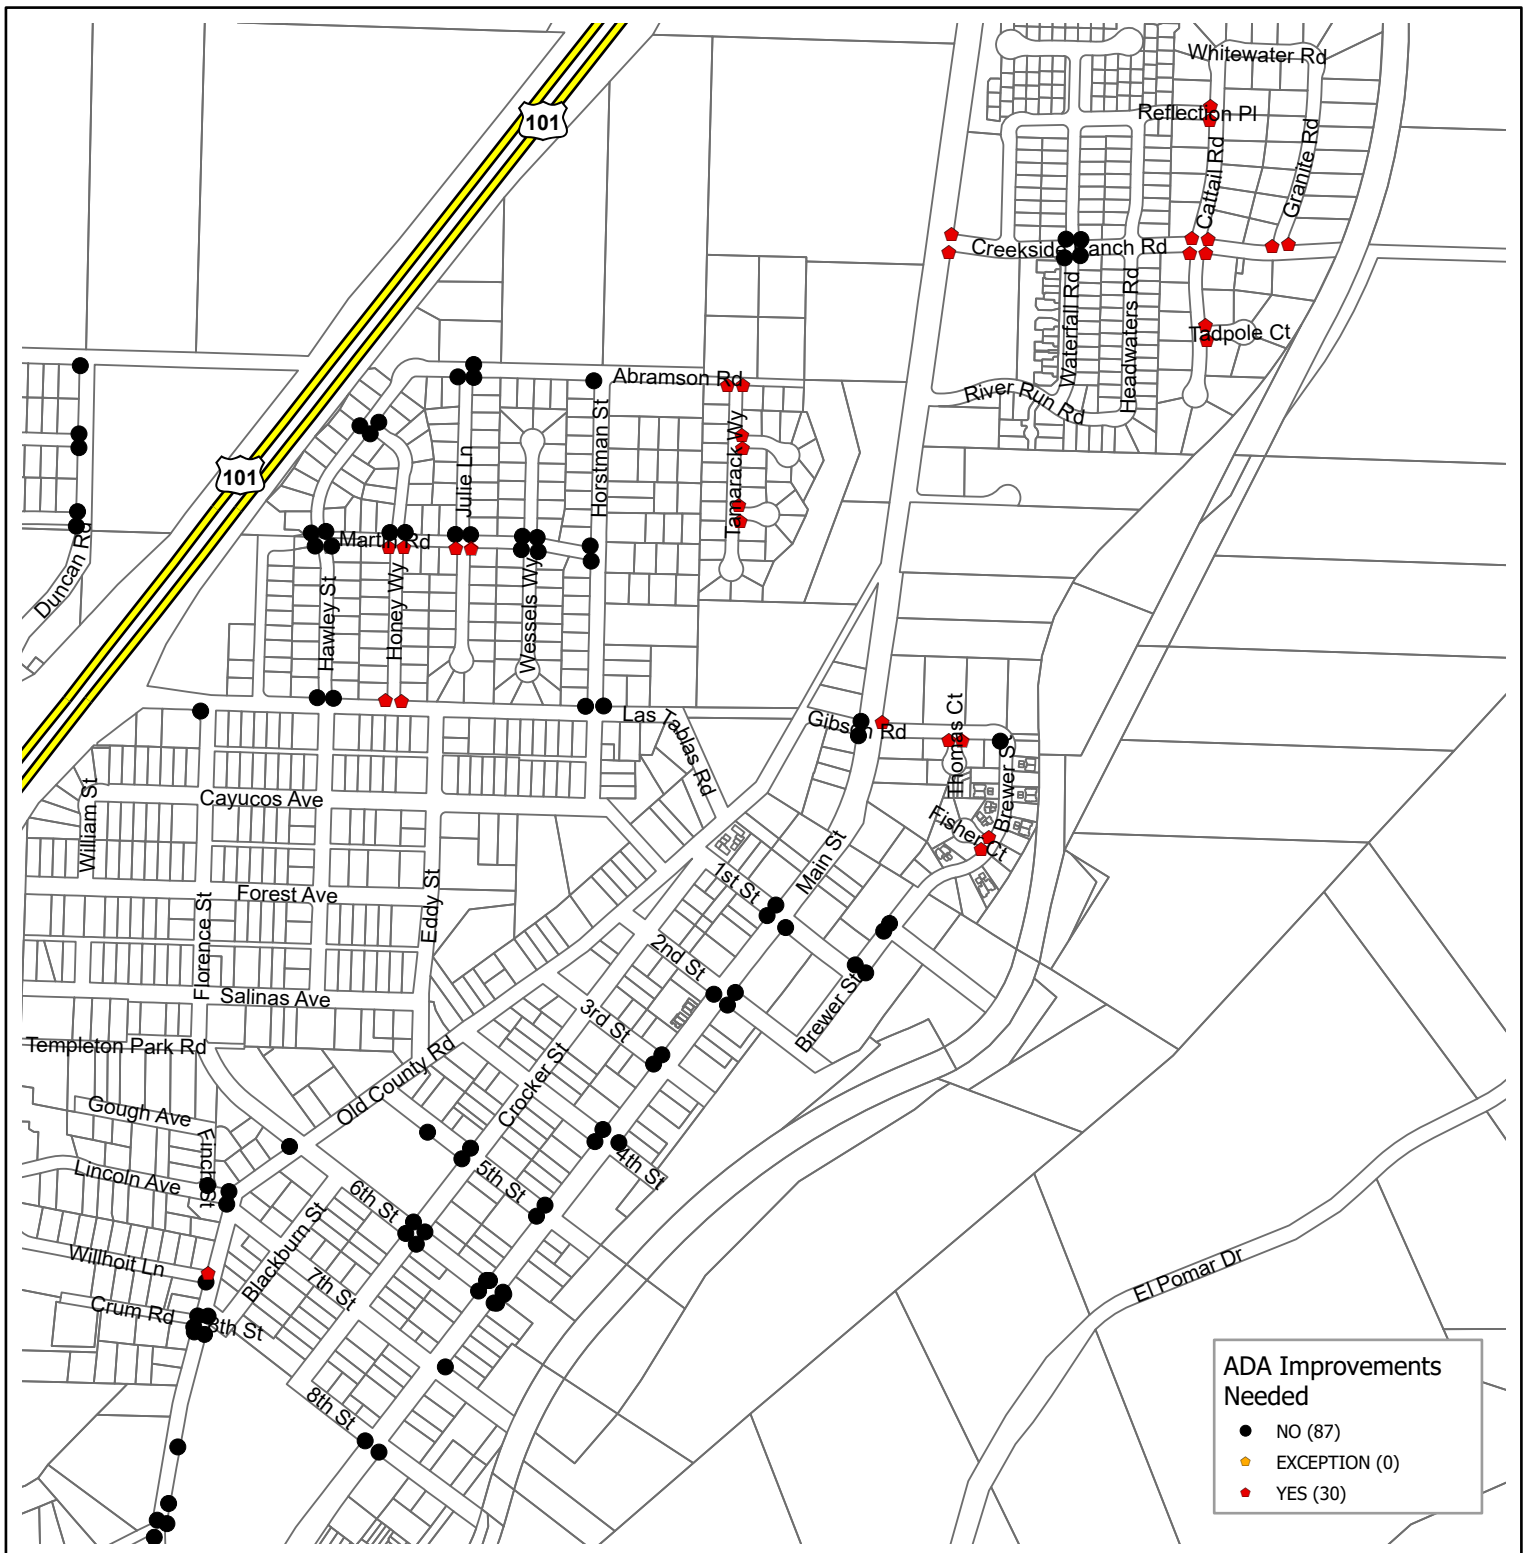 Whitewater Rd
101
Reflection Pl
Granite Rd
Cattail Rd
Creekside Ranch Rd
Waterfall Rd
Headwaters Rd
Tadpole Ct
Abramson Rd
River Run Rd
Horstman St
Tamarack Wy
Julie Ln
101
Martin Rd
Duncan Rd
Hawley St
Honey Wy
Wessels Wy
Las Tablas Rd
Gibson Rd
Thomas Ct
Brewer St
William St
Cayucos Ave
Fisher Ct
Main St
1st St
Forest Ave
Eddy St
Florence St
2nd St
Salinas Ave
3rd St
Brewer St
Templeton Park Rd
Old County Rd
Crocker St
Gough Ave
Finch St
Lincoln Ave
4th St
5th St
6th St
Blackburn St
Willhoit Ln
7th St
El Pomar Dr
Crum Rd
8th St
8th St
ADA Improvements
Needed
NO (87)
EXCEPTION (0)
YES (30)